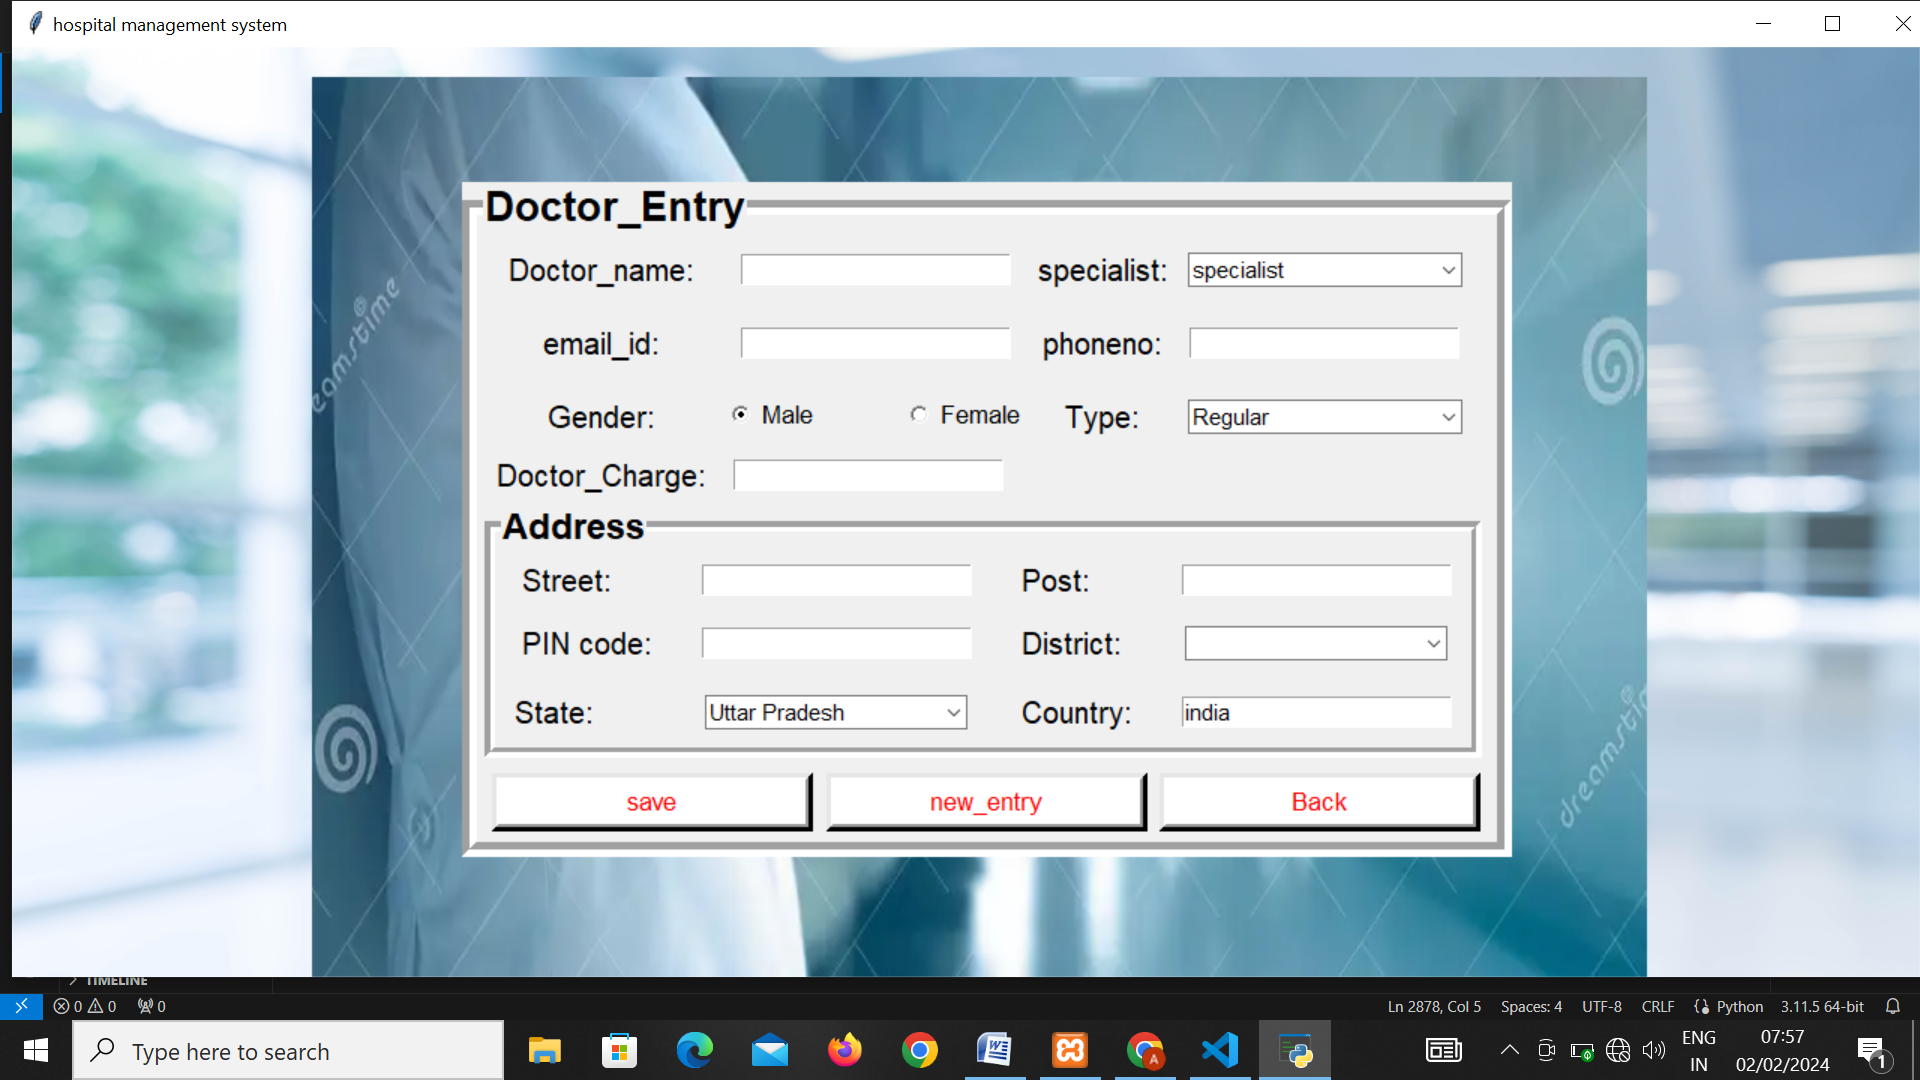 hospital management system
Doctor_Entry
Doctor_name:
specialist:
specialist
email_id:
phoneno:
Gender:
Male
Female
Type:
Regular
Doctor_Charge:
Address
Street:
Post:
PIN code:
District:
State:
Uttar Pradesh
Country:
india
save
new_entry
Back
dreamstime
dreamstime
TIMELINE
0 0 0
Ln 2878, Col 5 Spaces: 4 UTF-8 CRLF Python 3.11.5 64-bit
Type here to search
A
ENG
IN
07:57
02/02/2024
1